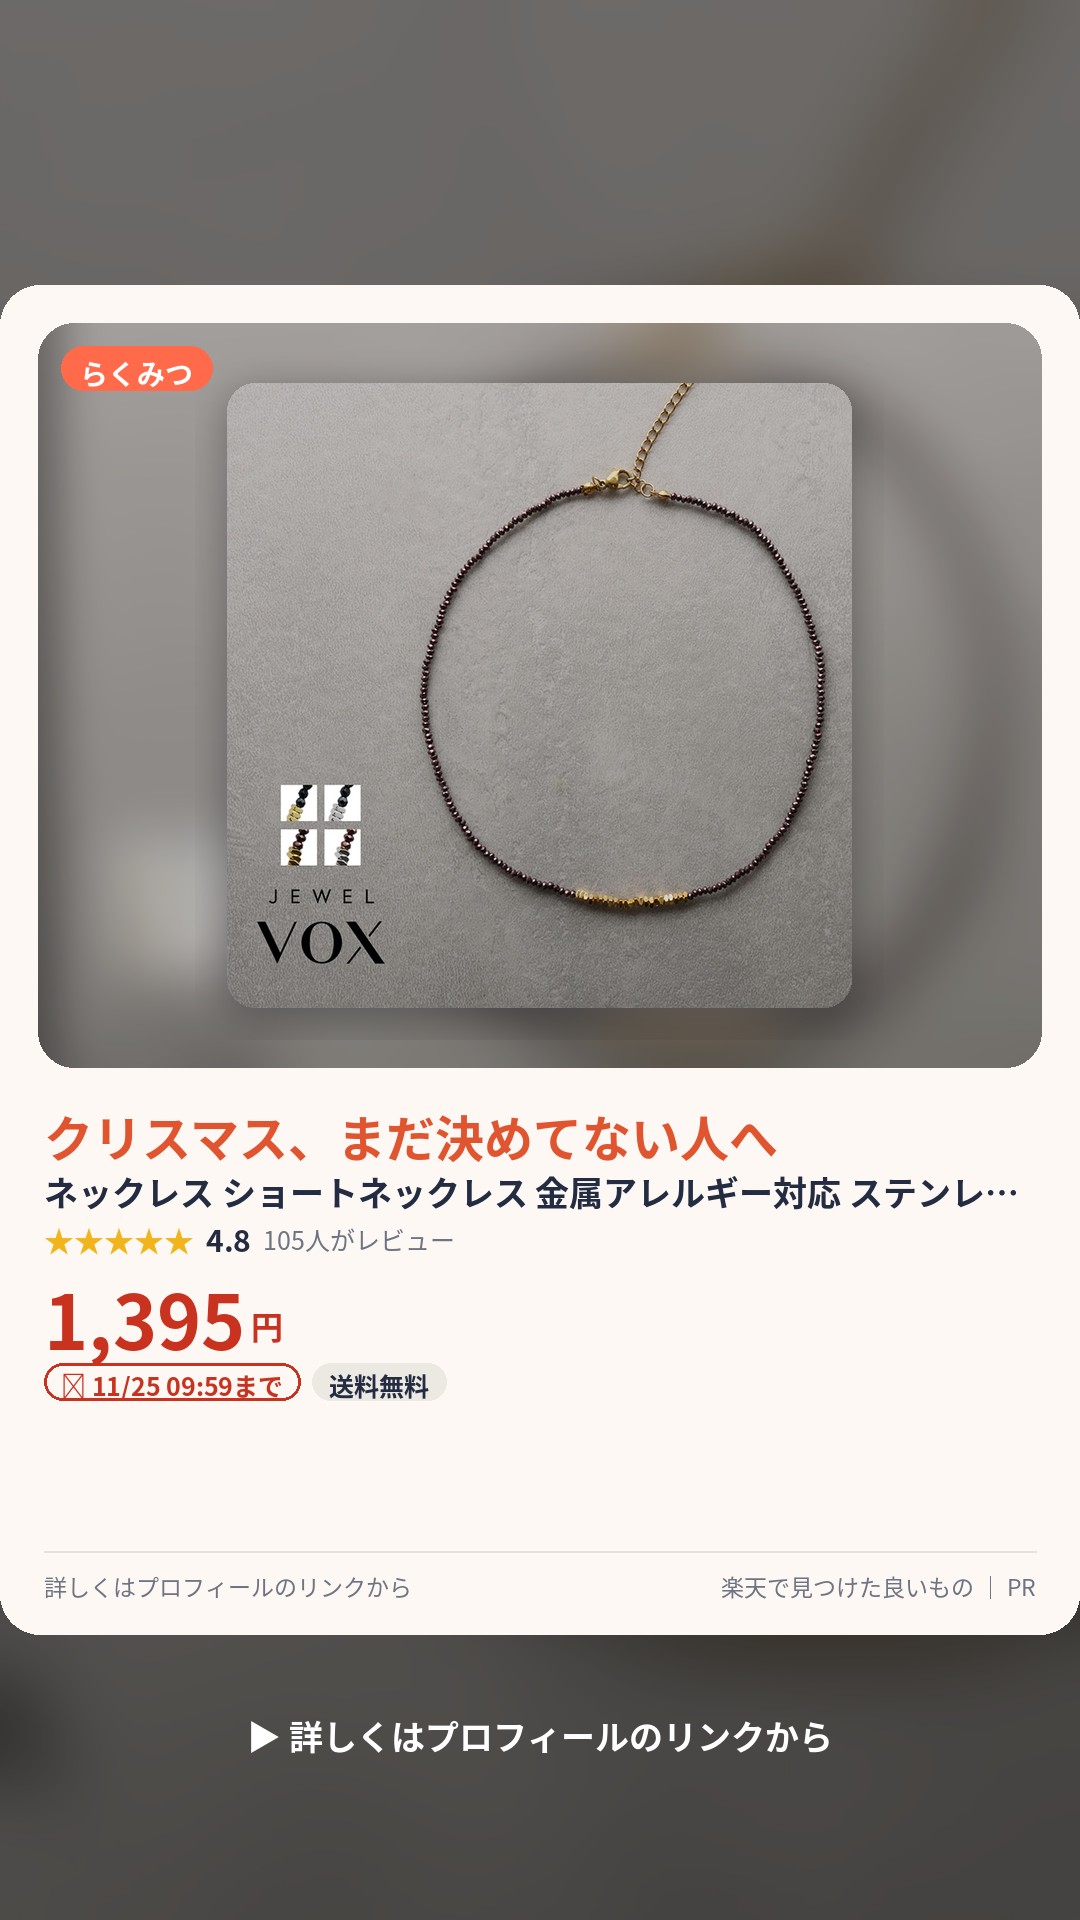 らくみつ
JEWEL
VOX
クリスマス、まだ決めてない人へ
ネックレス ショートネックレス 金属アレルギー対応 ステンレ…
★★★★★ 4.8 105人がレビュー
1,395円
11/25 09:59まで 送料無料
詳しくはプロフィールのリンクから
楽天で見つけた良いもの | PR
▶ 詳しくはプロフィールのリンクから